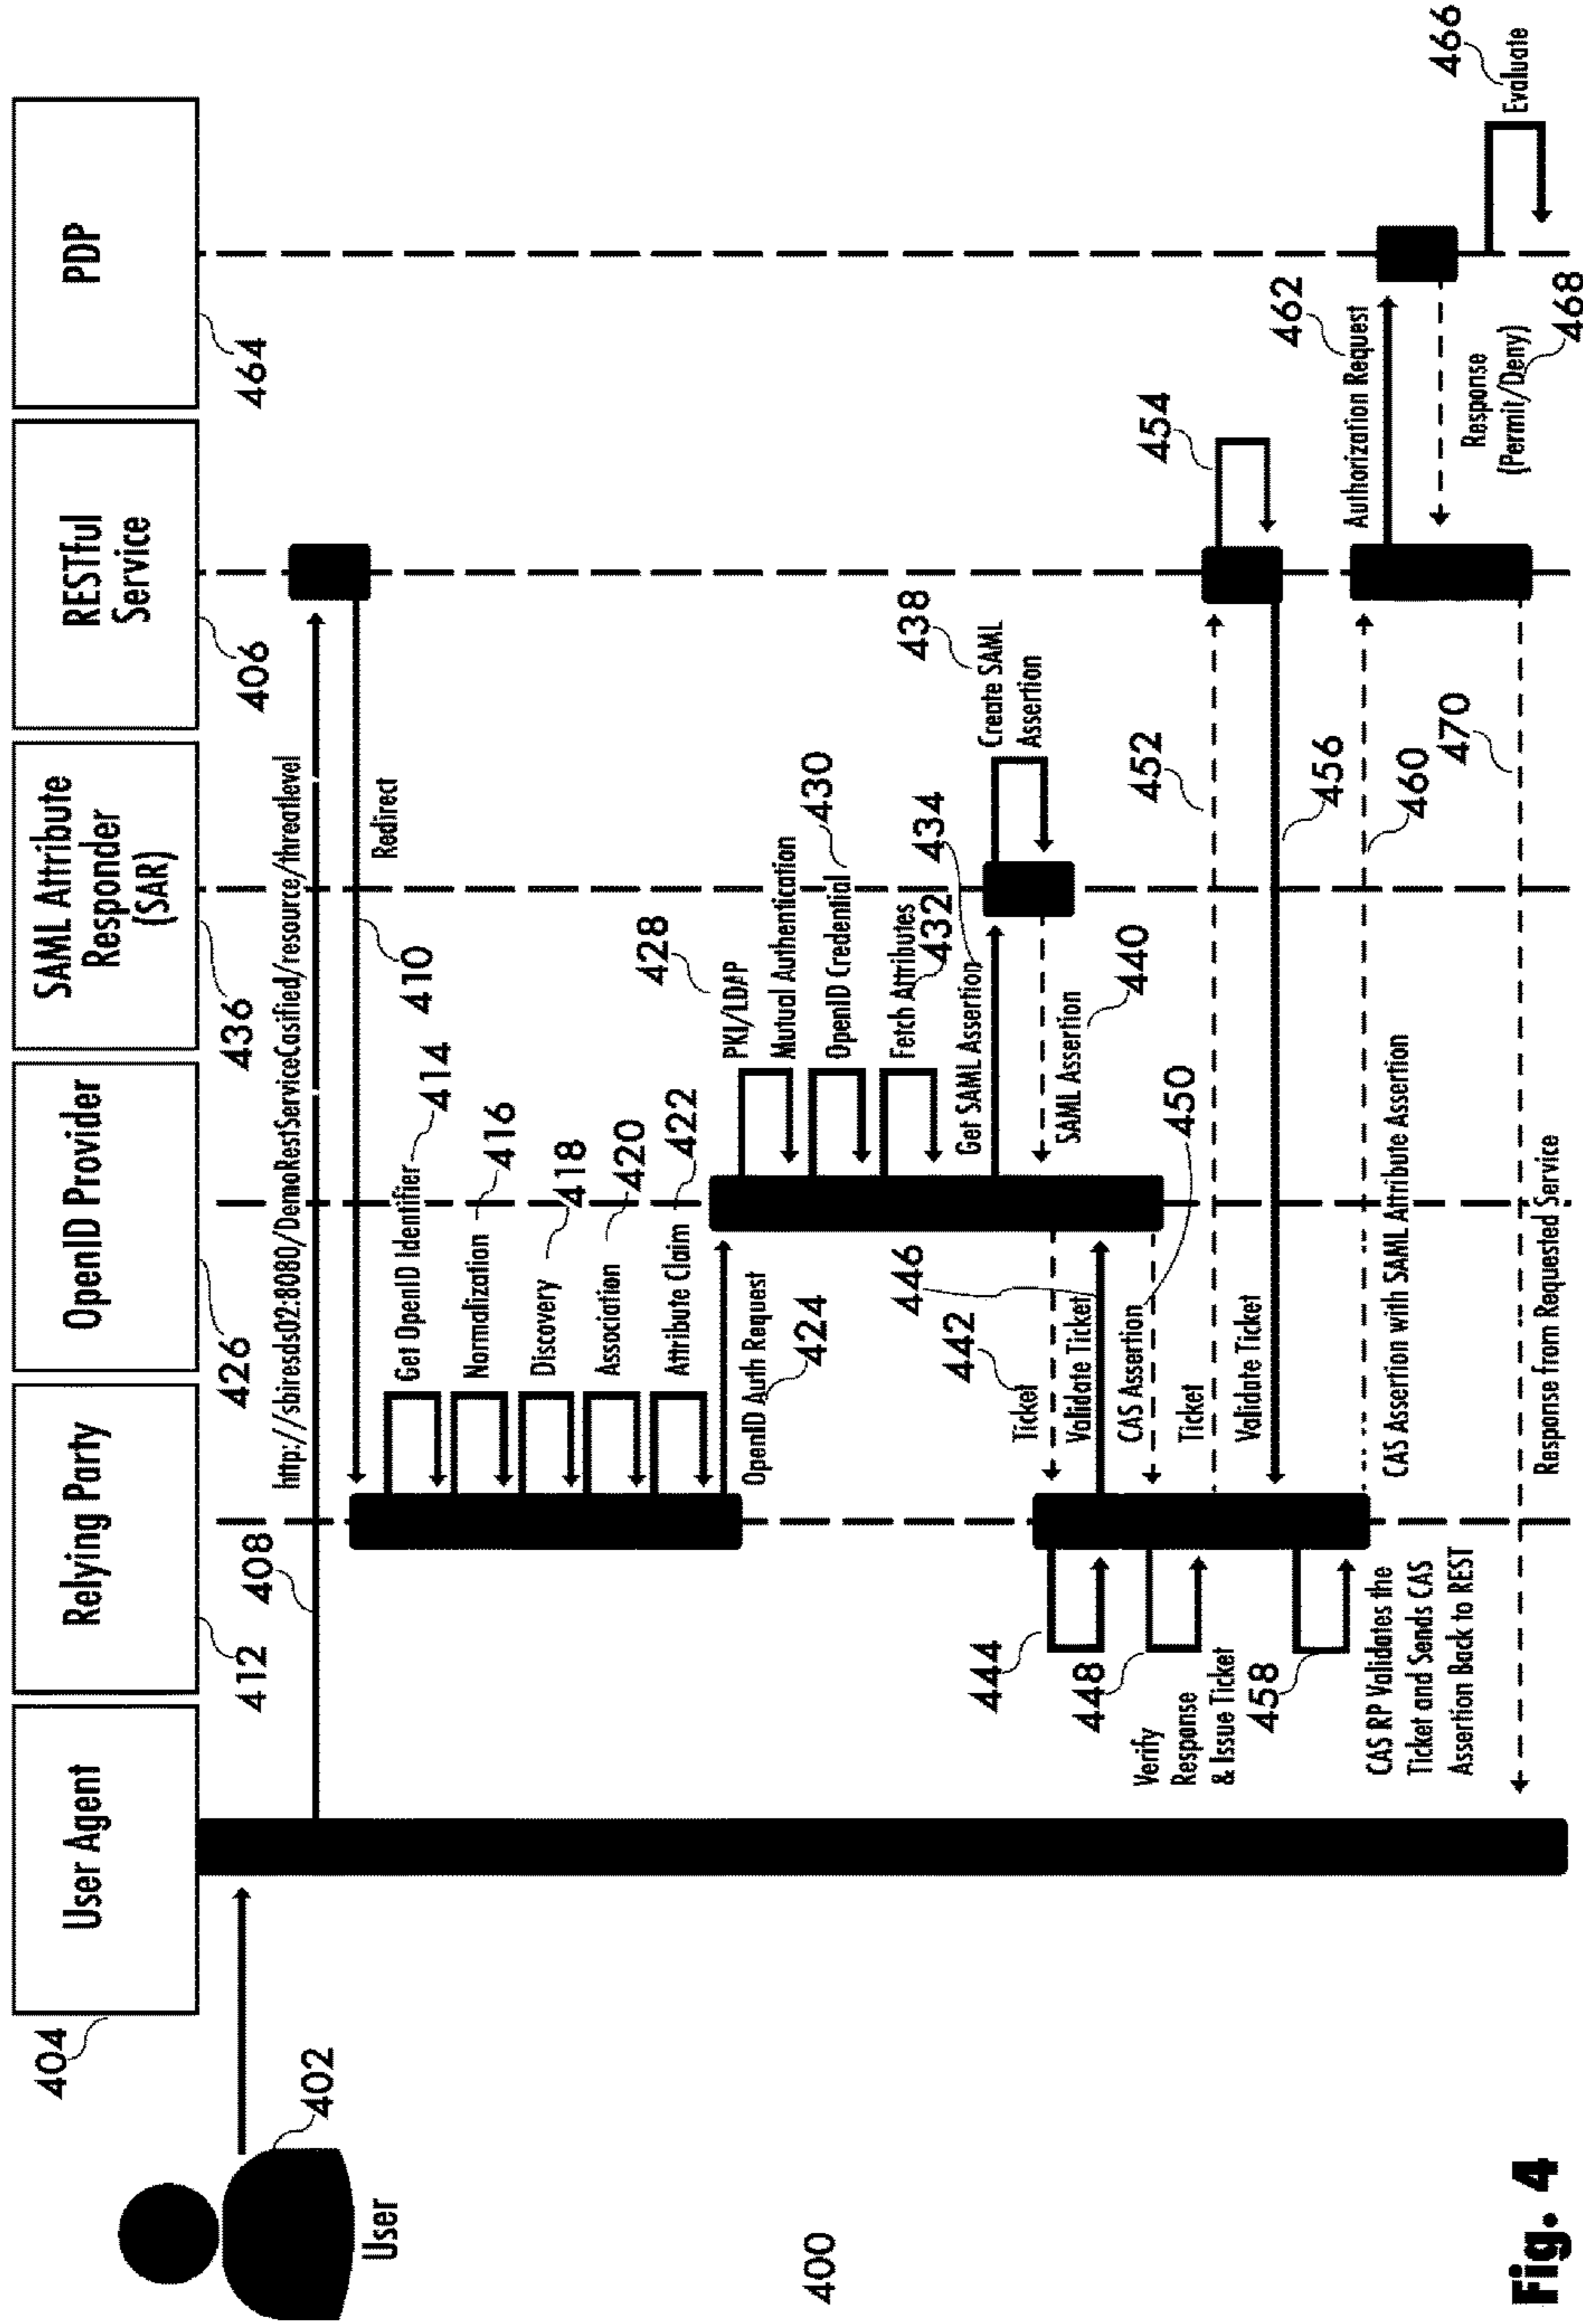 404
User Agent
412
Relying Party
426
OpenID Provider
436
SAML Attribute
Responder
(SAR)
406
RESTful
Service
464
PDP
402
User
408
http://sbiresds02:8080/DemoRestServiceCasified/resource/threatlevel
Redirect
410
Get OpenID Identifier
414
Normalization
416
Discovery
418
Association
420
Attribute Claim
422
OpenID Auth Request
424
428
PKI/LDAP
Mutual Authentication
OpenID Credential
430
Fetch Attributes
432
Get SAML Assertion
434
438
Create SAML
Assertion
SAML Assertion
440
442
Ticket
444
446
Validate Ticket
448
Verify
Response
& Issue Ticket
CAS Assertion
450
Ticket
452
454
Validate Ticket
456
458
CAS RP Validates the
Ticket and Sends CAS
Assertion Back to REST
CAS Assertion with SAML Attribute Assertion
460
462
Authorization Request
466
Evaluate
Response
(Permit/Deny)
468
470
Response from Requested Service
400
Fig. 4